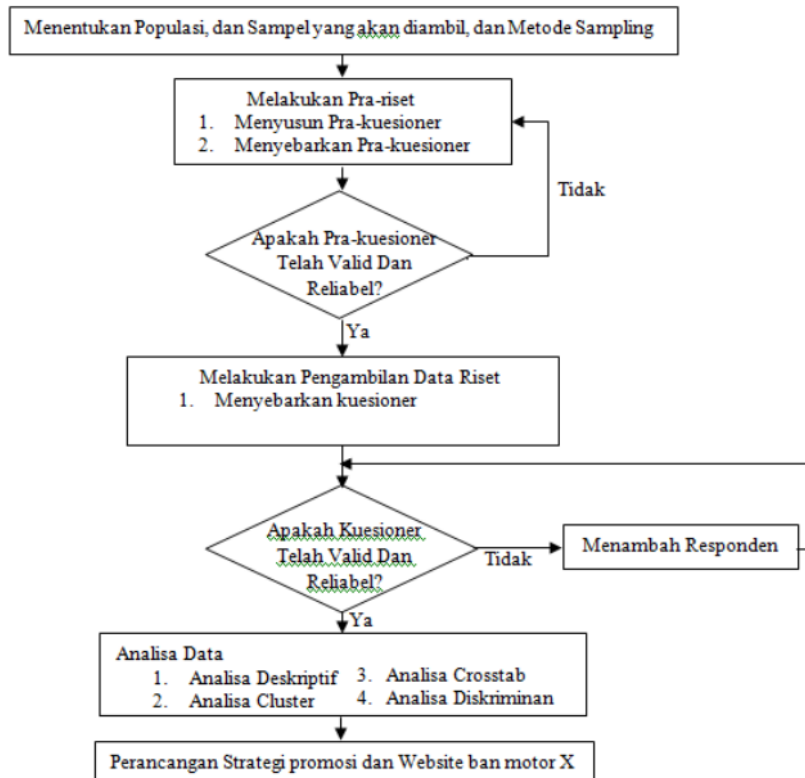 Menentukan Populasi, dan Sampel yang akan diambil, dan Metode Sampling
Melakukan Pra-riset
1. Menyusun Pra-kuesioner
2. Menyebarkan Pra-kuesioner
Tidak
Apakah Pra-kuesioner
Telah Valid Dan
Reliabel?
Ya
Melakukan Pengambilan Data Riset
1. Menyebarkan kuesioner
Apakah Kuesioner
Telah Valid Dan
Reliabel?
Tidak
Menambah Responden
Ya
Analisa Data
1. Analisa Deskriptif
2. Analisa Cluster
3. Analisa Crosstab
4. Analisa Diskriminan
Perancangan Strategi promosi dan Website ban motor X